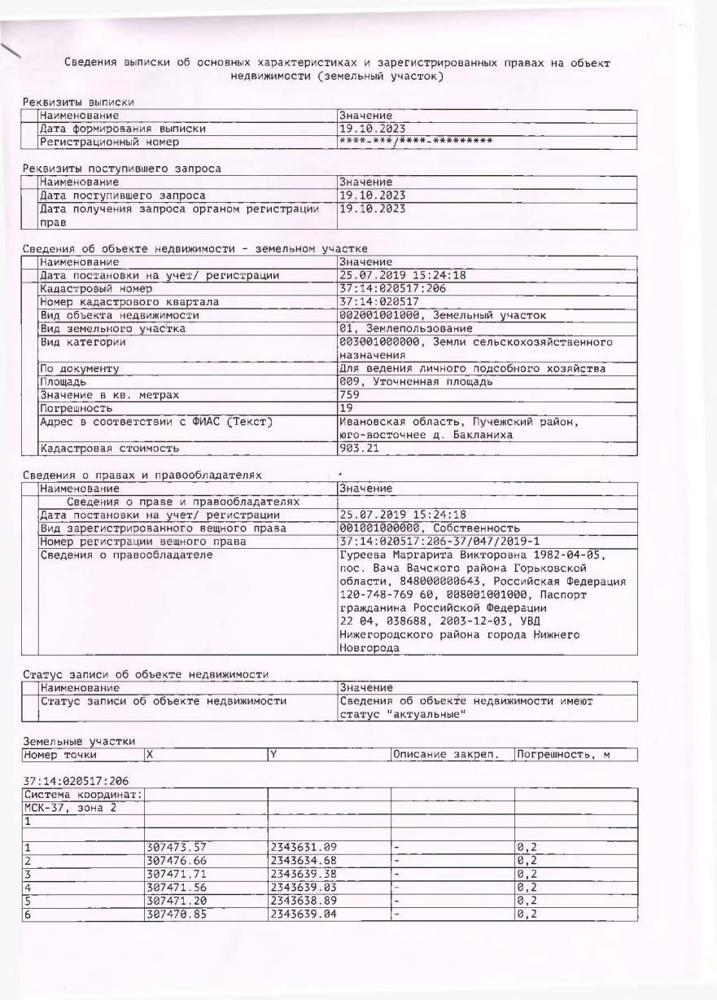 Сведения выписки об основных характеристиках и зарегистрированных правах на объект
недвижимости (земельный участок)
Реквизиты выписки
Наименование Значение
Дата формирования выписки 19.10.2023
Регистрационный номер ****-***/****-*********
Реквизиты поступившего запроса
Наименование Значение
Дата поступившего запроса 19.10.2023
Дата получения запроса органом регистрации 19.10.2023
прав
Сведения об объекте недвижимости - земельном участке
Наименование Значение
Дата постановки на учет/ регистрации 25.07.2019 15:24:18
Кадастровый номер 37:14:020517:206
Номер кадастрового квартала 37:14:020517
Вид объекта недвижимости 002001001000, Земельный участок
Вид земельного участка 01, Землепользование
Вид категории 003001000000, Земли сельскохозяйственного
назначения
По документу Для ведения личного подсобного хозяйства
Площадь 009, Уточненная площадь
Значение в кв. метрах 759
Погрешность 19
Адрес в соответствии с ФИАС (Текст) Ивановская область, Пучежский район,
юго-восточнее д. Бакланиха
Кадастровая стоимость 903.21
Сведения о правах и правообладателях
Наименование Значение
Сведения о праве и правообладателях
Дата постановки на учет/ регистрации 25.07.2019 15:24:18
Вид зарегистрированного вещного права 001001000000, Собственность
Номер регистрации вещного права 37:14:020517:206-37/047/2019-1
Сведения о правообладателе Гуреева Маргарита Викторовна 1982-04-05,
пос. Вача Вачского района Горьковской
области, 848000000643, Российская Федерация
120-748-769 60, 008001001000, Паспорт
гражданина Российской Федерации
22 04, 038688, 2003-12-03, УВД
Нижегородского района города Нижнего
Новгорода
Статус записи об объекте недвижимости
Наименование Значение
Статус записи об объекте недвижимости Сведения об объекте недвижимости имеют
статус "актуальные"
Земельные участки
Номер точки X Y Описание закреп. Погрешность, м
37:14:020517:206
Система координат:
МСК-37, зона 2
1
1 307473.57 2343631.09 - 0,2
2 307476.66 2343634.68 - 0,2
3 307471.71 2343639.38 - 0,2
4 307471.56 2343639.03 - 0,2
5 307471.20 2343638.89 - 0,2
6 307470.85 2343639.04 - 0,2